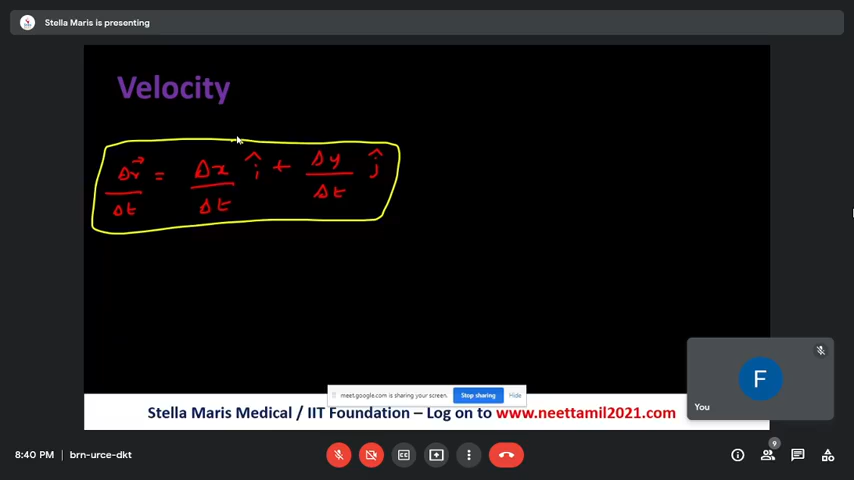 Stella Maris is presenting
Velocity
Δr⃗/Δt = Δx/Δt î + Δy/Δt ĵ
meet.google.com is sharing your screen. Stop sharing Hide
F
You
Stella Maris Medical / IIT Foundation – Log on to www.neettamil2021.com
8:40 PM | brn-urce-dkt
9